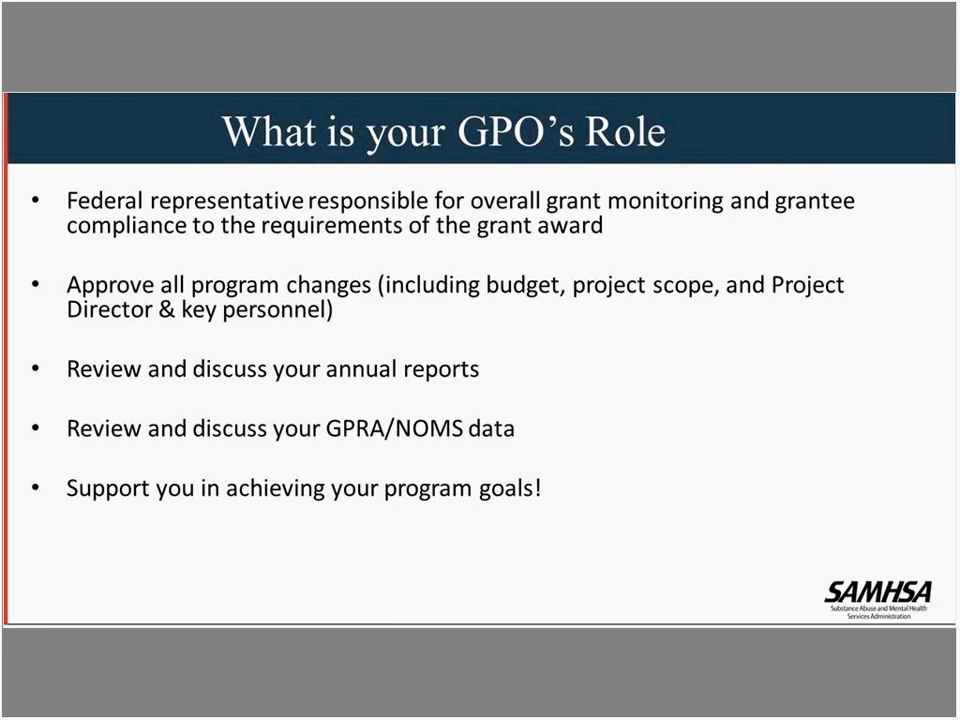 What is your GPO’s Role
• Federal representative responsible for overall grant monitoring and grantee
compliance to the requirements of the grant award
• Approve all program changes (including budget, project scope, and Project
Director & key personnel)
• Review and discuss your annual reports
• Review and discuss your GPRA/NOMS data
• Support you in achieving your program goals!
SAMHSA
Substance Abuse and Mental Health
Services Administration